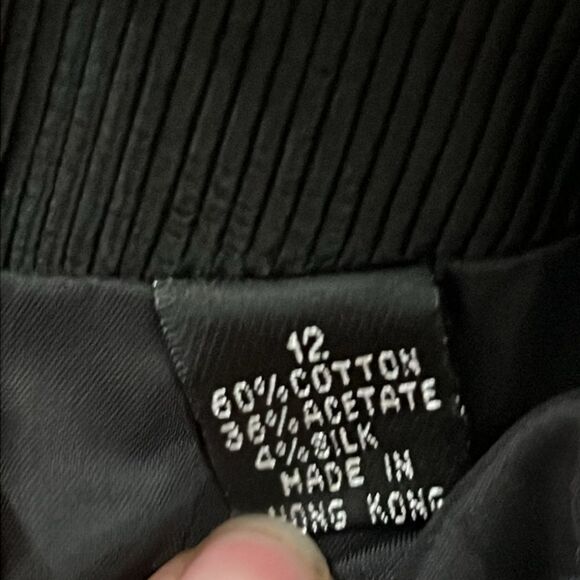 12
60%COTTON
36%ACETATE
4%SILK
MADE IN
HONG KONG